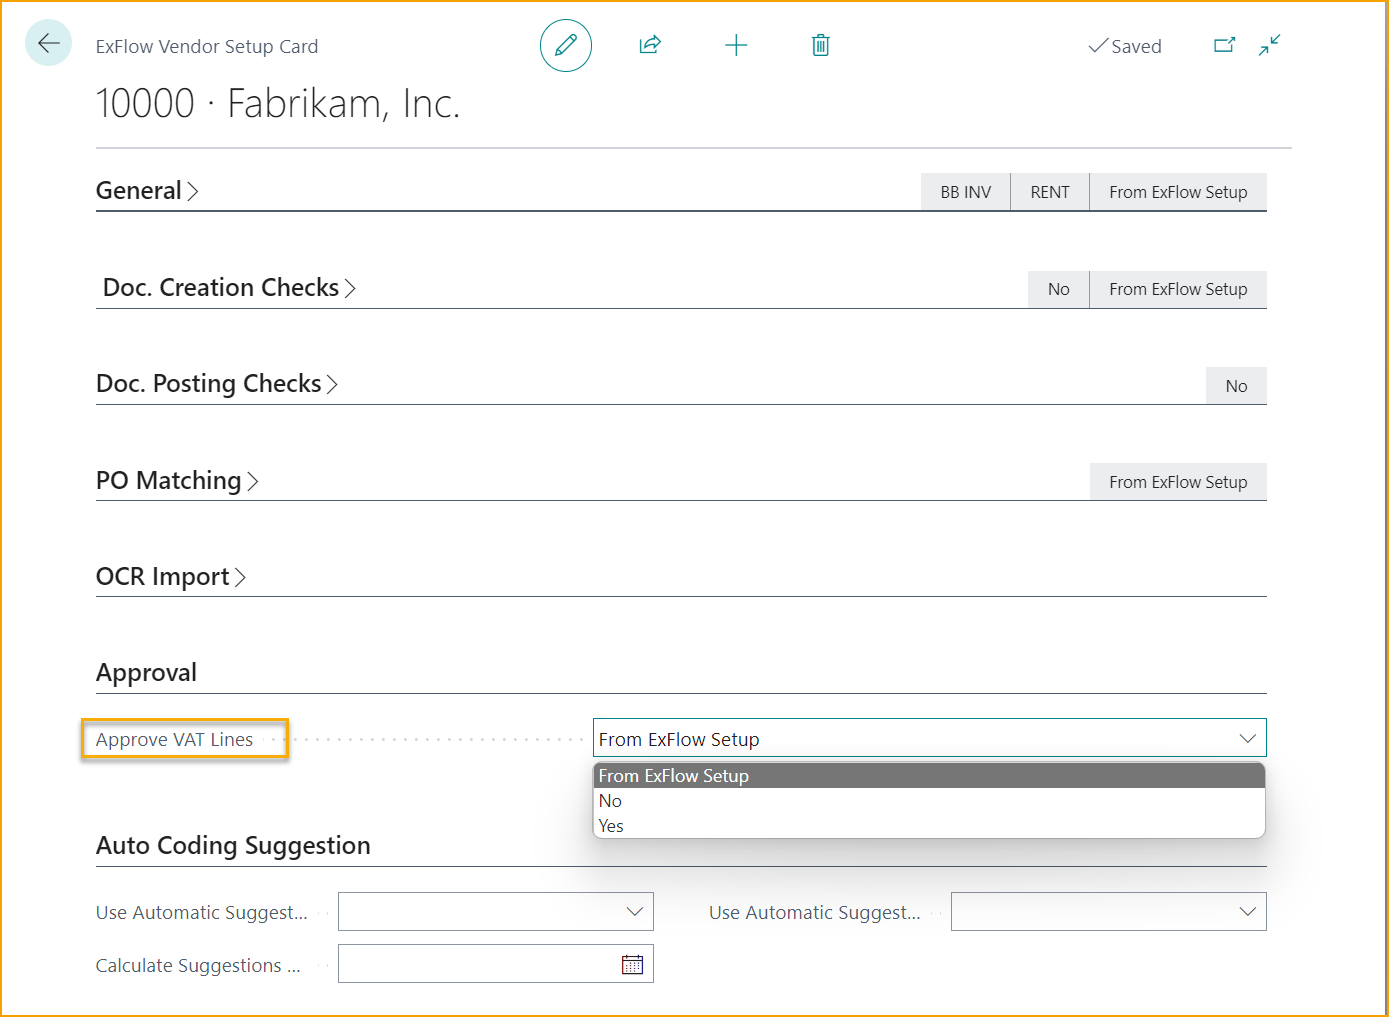 ExFlow Vendor Setup Card
Saved
10000 · Fabrikam, Inc.
General
BB INV
RENT
From ExFlow Setup
Doc. Creation Checks
No
From ExFlow Setup
Doc. Posting Checks
No
PO Matching
From ExFlow Setup
OCR Import
Approval
Approve VAT Lines
From ExFlow Setup
From ExFlow Setup
No
Yes
Auto Coding Suggestion
Use Automatic Suggest...
Use Automatic Suggest...
Calculate Suggestions ...